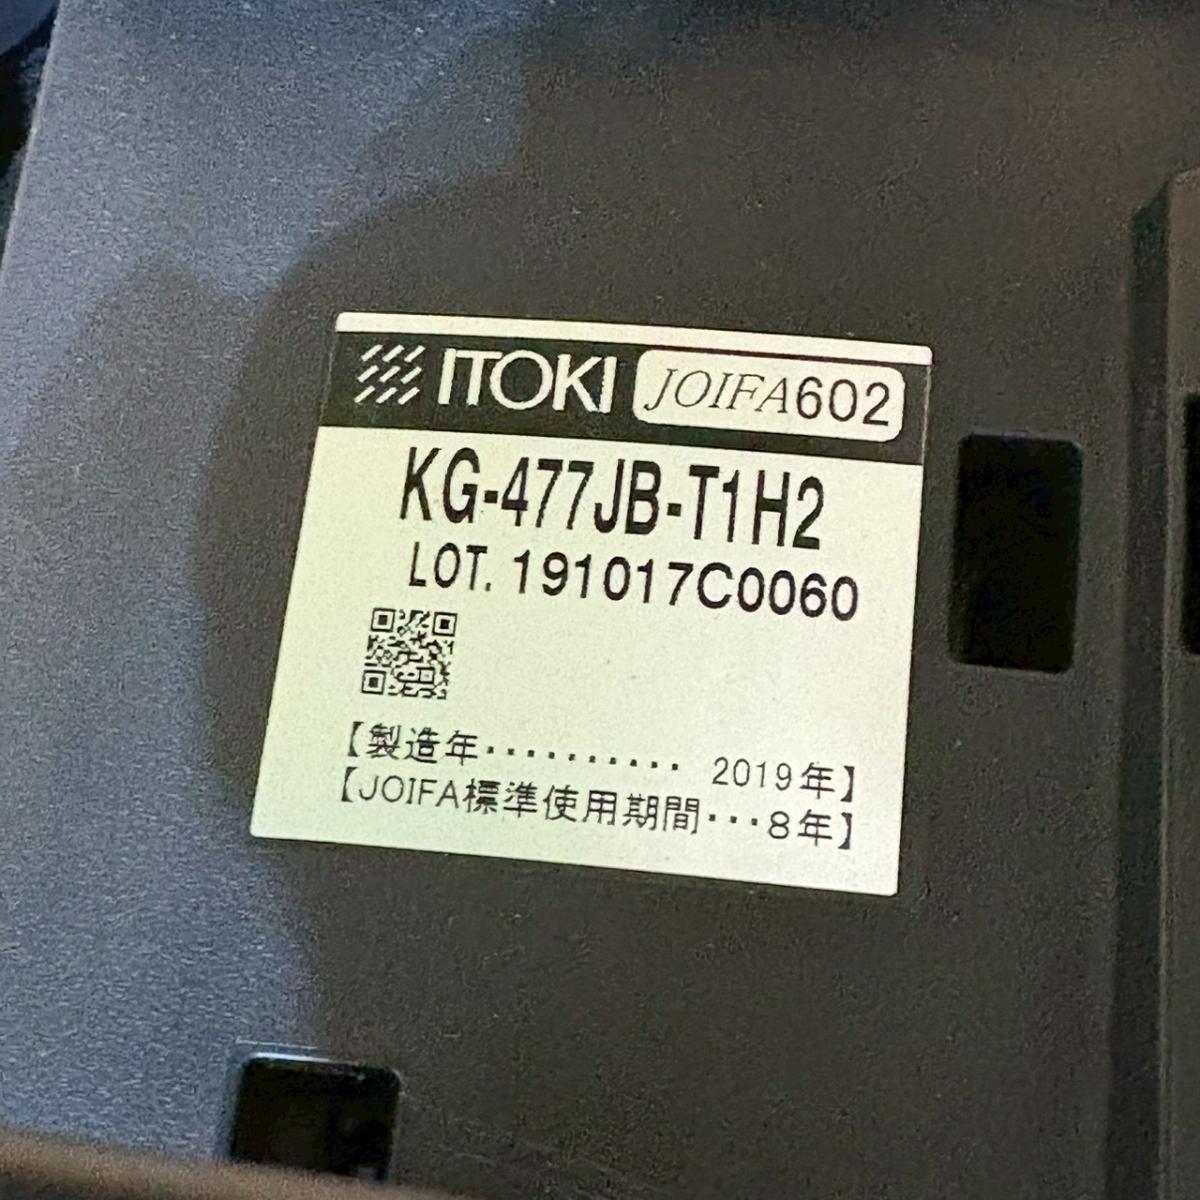 ITOKI JOIFA602
KG-477JB-T1H2
LOT. 191017C0060
【製造年･･････････ 2019年】
【JOIFA標準使用期間･･･8年】